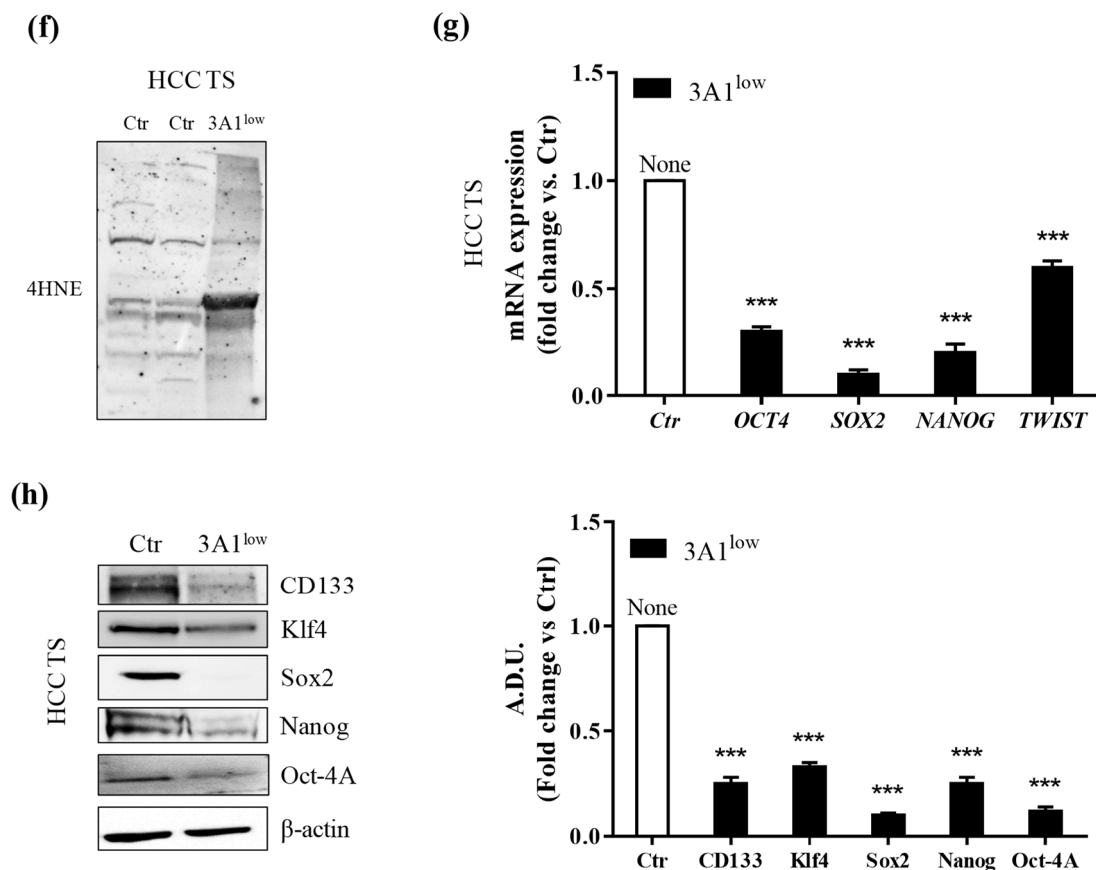 (f)
HCC TS
Ctr Ctr 3A1low
4HNE
(g)
HCC TS
mRNA expression
(fold change vs. Ctr)
1.5
1.0
0.5
0.0
3A1low
None
***
***
***
***
Ctr OCT4 SOX2 NANOG TWIST
(h)
HCC TS
Ctr 3A1low
CD133
Klf4
Sox2
Nanog
Oct-4A
β-actin
A.D.U.
(Fold change vs Ctrl)
1.5
1.0
0.5
0.0
3A1low
None
***
***
***
***
***
Ctr CD133 Klf4 Sox2 Nanog Oct-4A